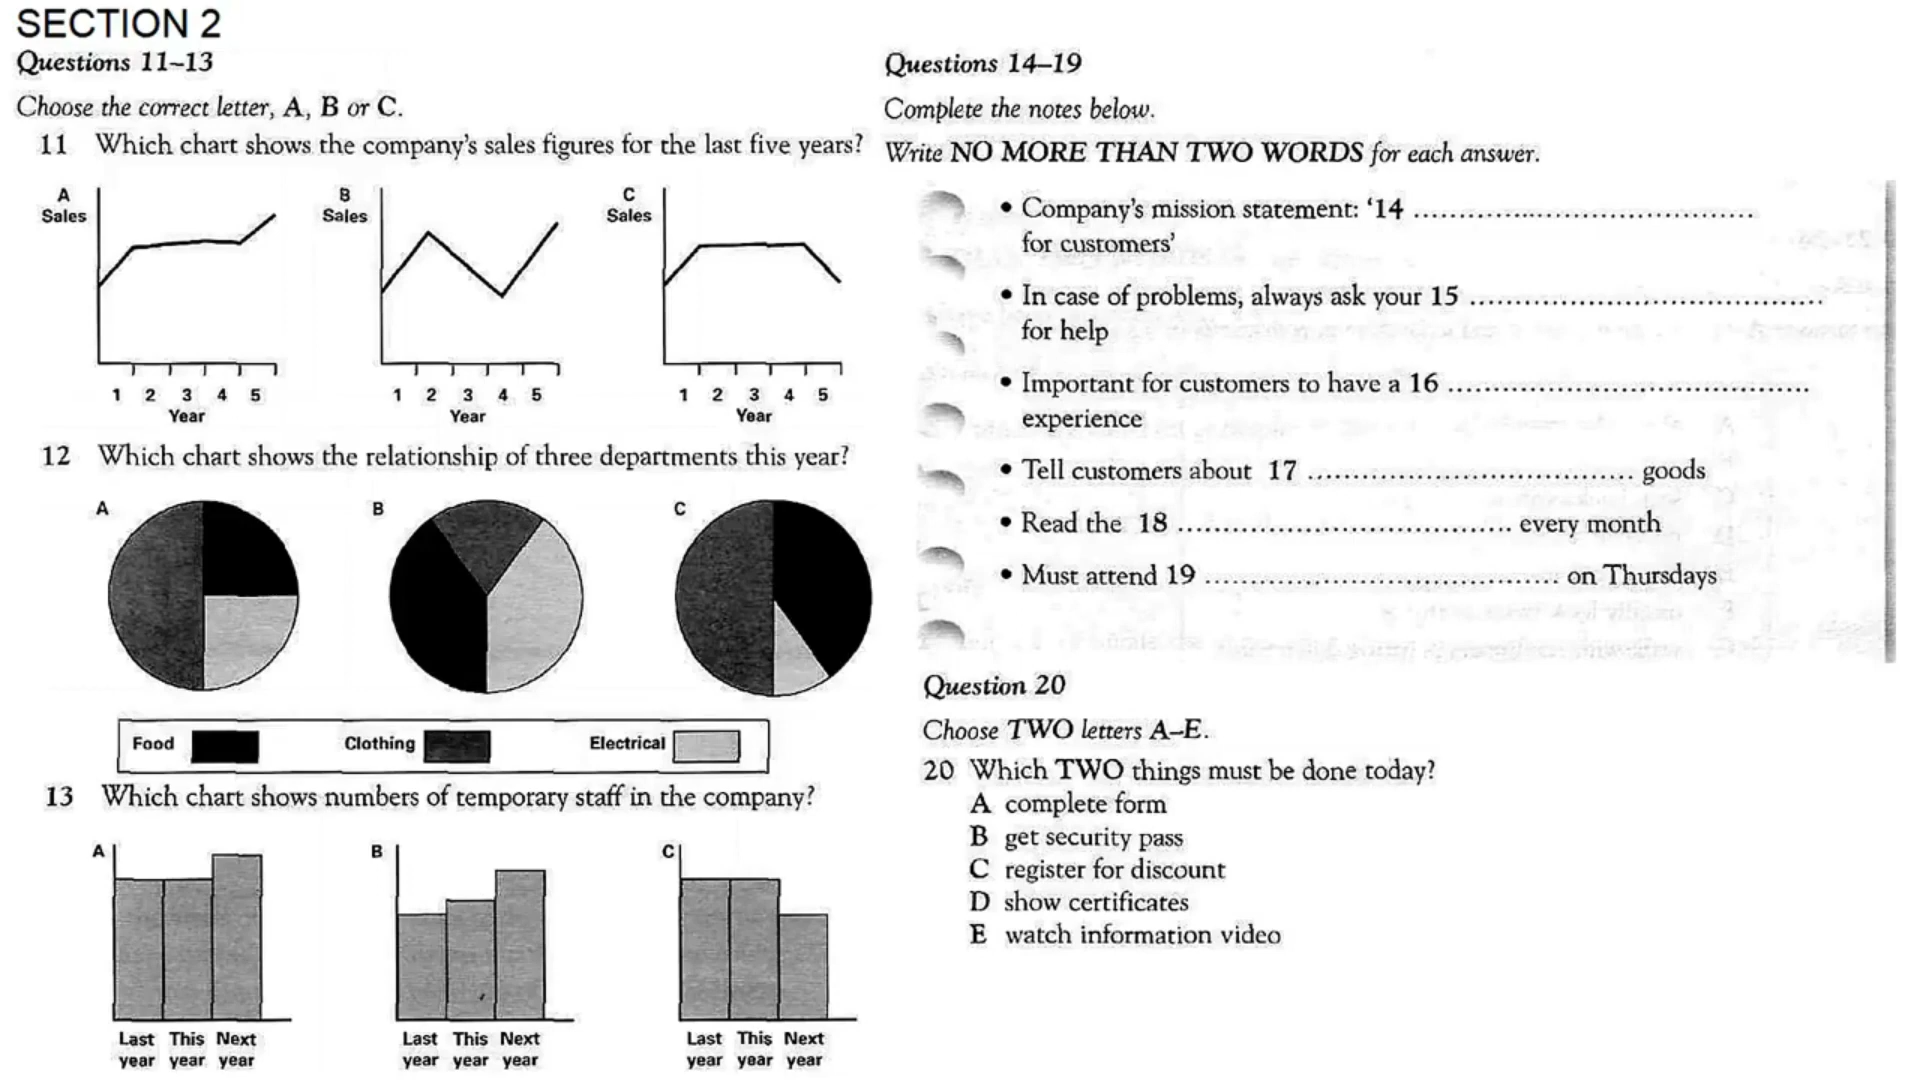 SECTION 2
Questions 11–13
Choose the correct letter, A, B or C.
11 Which chart shows the company's sales figures for the last five years?
A
Sales
1 2 3 4 5
Year
B
Sales
1 2 3 4 5
Year
C
Sales
1 2 3 4 5
Year
12 Which chart shows the relationship of three departments this year?
A
B
C
Food
Clothing
Electrical
13 Which chart shows numbers of temporary staff in the company?
A
Last This Next
year year year
B
Last This Next
year year year
C
Last This Next
year year year
Questions 14–19
Complete the notes below.
Write NO MORE THAN TWO WORDS for each answer.
• Company's mission statement: '14 ......................................
for customers'
• In case of problems, always ask your 15 .......................................
for help
• Important for customers to have a 16 ........................................
experience
• Tell customers about 17 .................................... goods
• Read the 18 ..................................... every month
• Must attend 19 ....................................... on Thursdays
Question 20
Choose TWO letters A–E.
20 Which TWO things must be done today?
A complete form
B get security pass
C register for discount
D show certificates
E watch information video